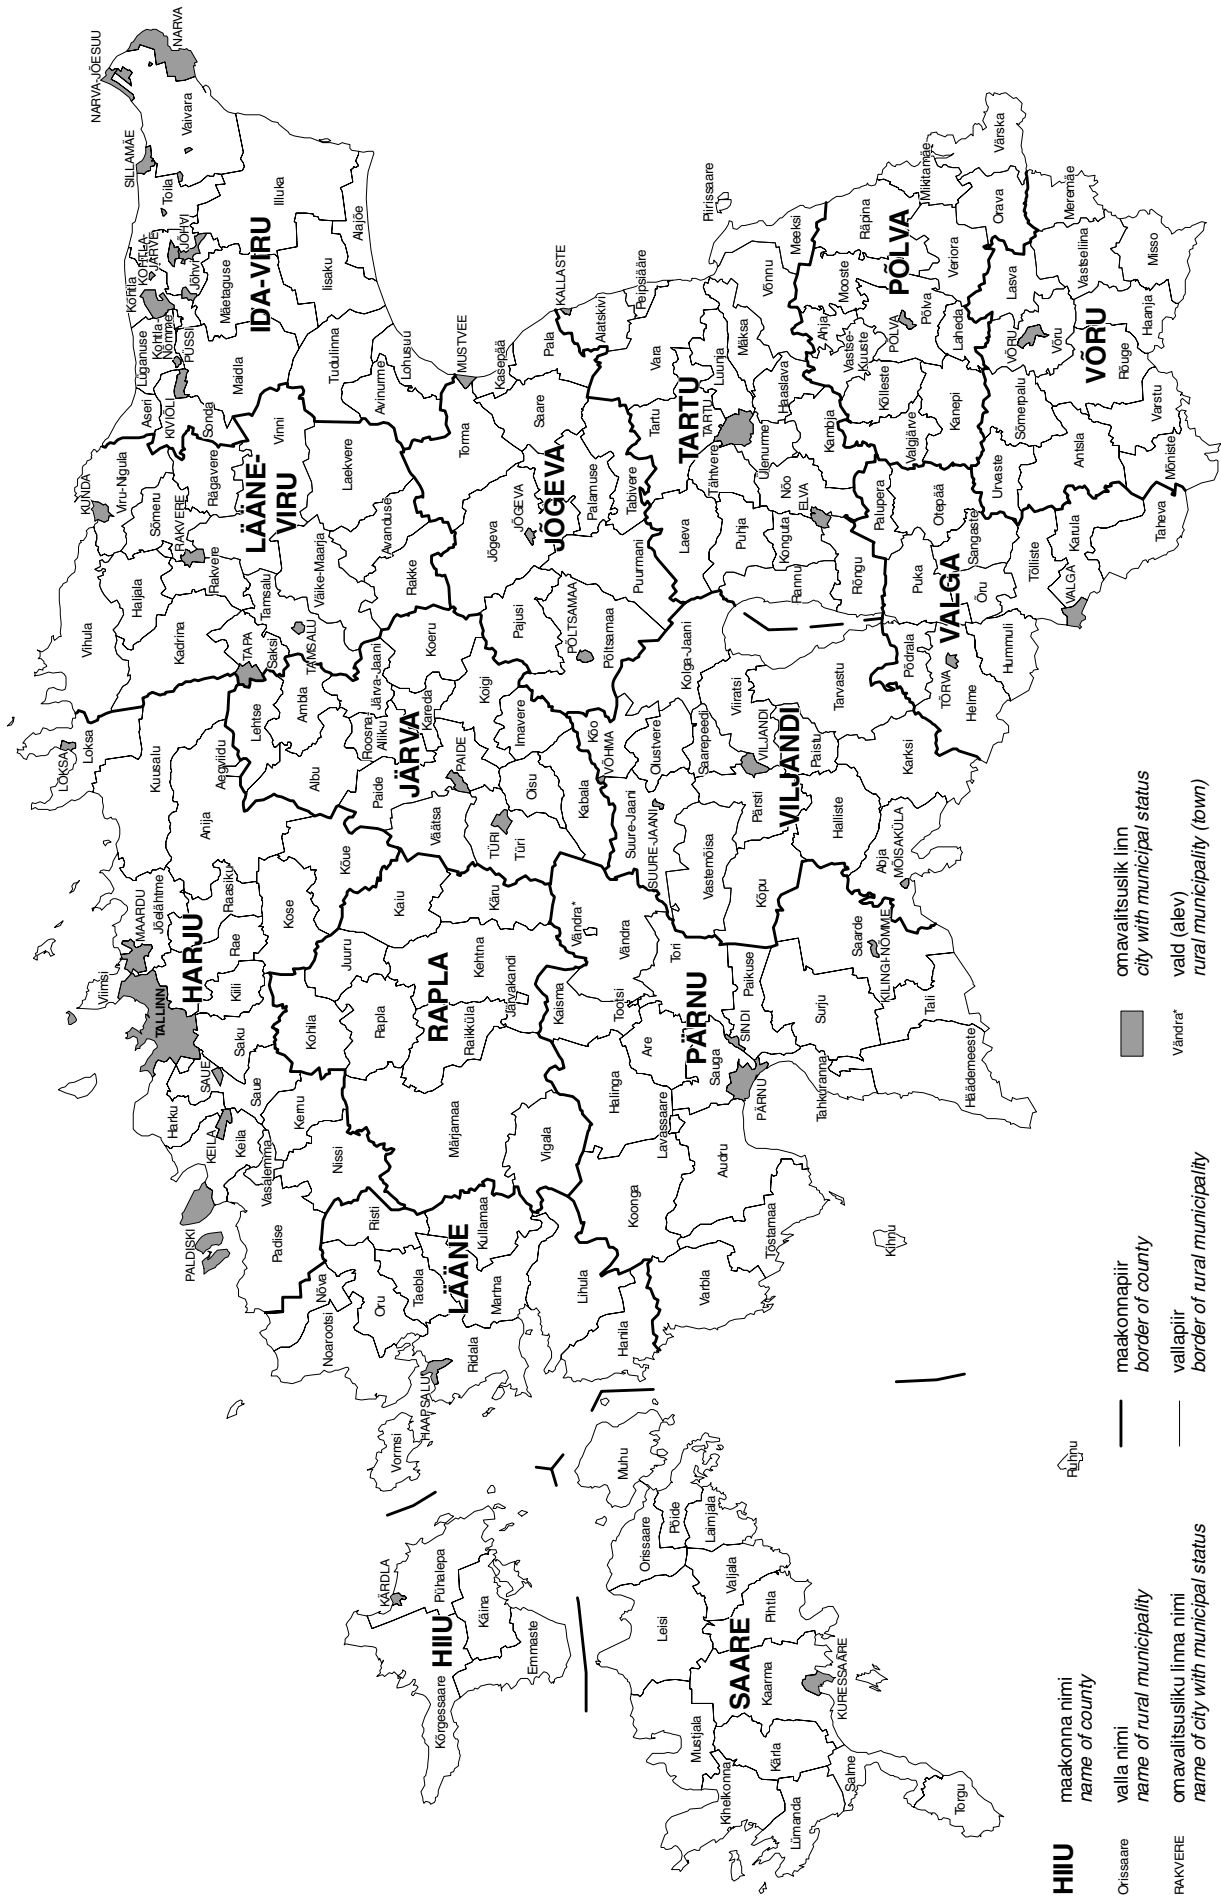 NARVA-JÕESUU
NARVA
SILLAMÄE
Vaivara
Toila
KOHTLA-
JÄRVE
JÕHVI
Kohtla
Jõhvi
Illuka
Alajõe
IDA-VIRU
Mäetaguse
Iisaku
Lüganuse
Kohtla-
Nõmme
PÜSSI
Maidla
Tudulinna
Lohusuu
Avinurme
Aseri
KIVIÕLI
Sonda
KUNDA
Viru-Nigula
Sõmeru
RAKVERE
Rägavere
Vinni
LÄÄNE-
VIRU
Laekvere
Avanduse
Rakvere
Haljala
Vihula
Kadrina
TAPA
Saksi
Tamsalu
TAMSALU
Väike-Maarja
Rakke
MUSTVEE
Kasepää
Pala
Saare
Torma
Jõgeva
JÕGEVA
JÕGEVA
Palamuse
Tabivere
Puurmani
Pajusi
PÕLTSAMAA
Põltsamaa
KALLASTE
Alatskivi
Peipsiääre
Vara
Piirissaare
Meeksi
Võnnu
Mäksa
Luunja
TARTU
TARTU
Tartu
Haaslava
Ülenurme
Tähtvere
Kambja
Nõo
ELVA
Laeva
Puhja
Konguta
Rannu
Rõngu
Värska
Mikitamäe
Räpina
Orava
PÕLVA
Veriora
Mooste
Ahja
Vastse-
Kuuste
PÕLVA
Põlva
Laheda
Kõlleste
Valgjärve
Kanepi
Meremäe
Misso
Vastseliina
Lasva
VÕRU
Võru
Haanja
VÕRU
Rõuge
Sõmerpalu
Varstu
Antsla
Urvaste
Mõniste
Palupera
Otepää
Sangaste
Puka
VALGA
Õru
Tõlliste
Karula
Taheva
VALGA
Põdrala
TÕRVA
Helme
Hummuli
LOKSA
Loksa
Kuusalu
Aegviidu
Anija
MAARDU
Jõelähtme
Raasiku
Kose
Kõue
HARJU
Viimsi
TALLINN
Rae
Kiili
Saku
SAUE
Saue
Harku
KEILA
Keila
Kernu
Nissi
Vasalemma
PALDISKI
Padise
Lehtse
Ambla
Albu
Järva-Jaani
Roosna-
Alliku
Kareda
Koeru
Koigi
Paide
PAIDE
JÄRVA
Imavere
Väätsa
TÜRI
Türi
Oisu
Kabala
Juuru
Kaiu
Käru
Kohila
Rapla
RAPLA
Kehtna
Järvakandi
Raikküla
Märjamaa
Vigala
Kolga-Jaani
Kõo
VÕHMA
Olustvere
Saarepeedi
Viiratsi
Tarvastu
VILJANDI
VILJANDI
Paistu
Pärsti
Karksi
Halliste
Suure-Jaani
SUURE-JAANI
Vastemõisa
Kõpu
Abja
MÕISAKÜLA
Vändra*
Vändra
Kaisma
Tootsi
Tori
Are
PÄRNU
Paikuse
SINDI
Sauga
PÄRNU
Surju
Saarde
KILINGI-NÕMME
Tali
Häädemeeste
Tahkuranna
Halinga
Lavassaare
Audru
Koonga
Tõstamaa
Varbla
Kihnu
Risti
Kullamaa
Nõva
Noarootsi
Oru
Taebla
LÄÄNE
Martna
Ridala
HAAPSALU
Vormsi
Lihula
Hanila
HIIU
KÄRDLA
Pühalepa
Käina
Kõrgessaare
Emmaste
Muhu
Orissaare
Pöide
Laimjala
Leisi
Valjala
Pihtla
SAARE
Kaarma
KURESSAARE
Mustjala
Kärla
Kihelkonna
Lümanda
Salme
Torgu
Ruhnu
HIIU maakonna nimi
name of county
Orissaare valla nimi
name of rural municipality
RAKVERE omavalitsusliku linna nimi
name of city with municipal status
maakonnapiir
border of county
vallapiir
border of rural municipality
omavalitsuslik linn
city with municipal status
Vändra* vald (alev)
rural municipality (town)